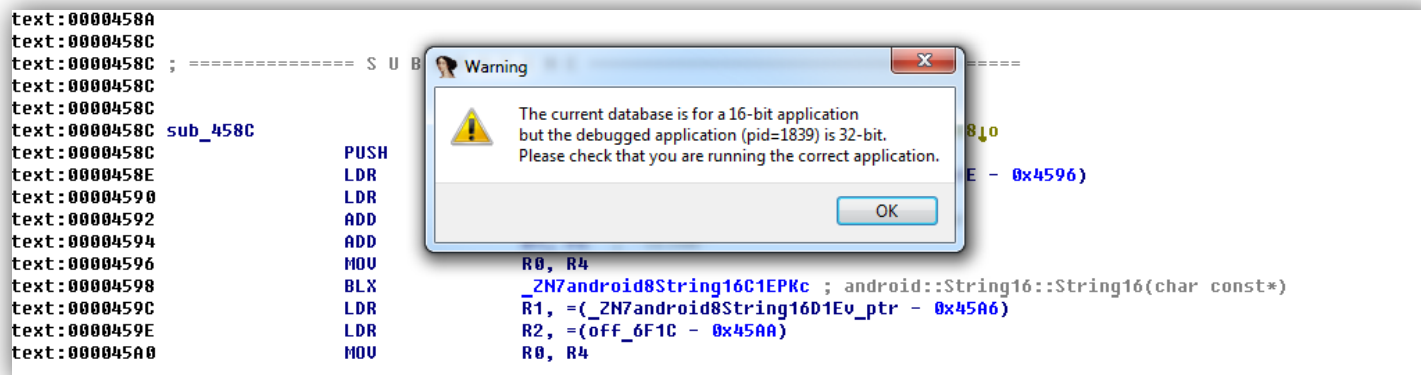 text:0000458A
text:0000458C
text:0000458C ; =============== S U B =====
text:0000458C
text:0000458C
text:0000458C sub_458C
text:0000458C PUSH
text:0000458E LDR E - 0x4596)
text:00004590 LDR
text:00004592 ADD
text:00004594 ADD
text:00004596 MOV R0, R4
text:00004598 BLX _ZN7android8String16C1EPKc ; android::String16::String16(char const*)
text:0000459C LDR R1, =(_ZN7android8String16D1Ev_ptr - 0x45A6)
text:0000459E LDR R2, =(off_6F1C - 0x45AA)
text:000045A0 MOV R0, R4
Warning
The current database is for a 16-bit application
but the debugged application (pid=1839) is 32-bit.
Please check that you are running the correct application.
OK